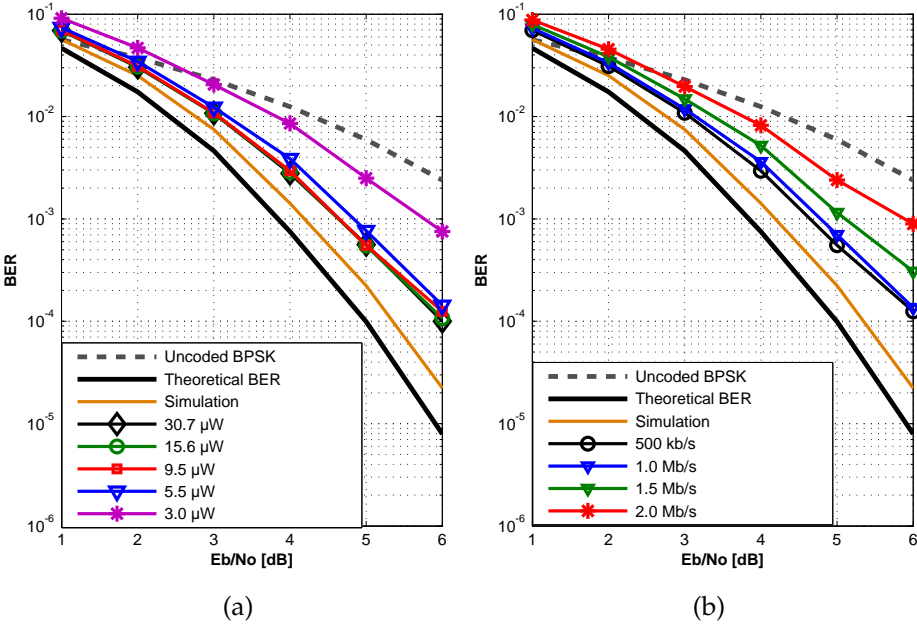 10^-1
10^-2
10^-3
10^-4
10^-5
10^-6
BER
Uncoded BPSK
Theoretical BER
Simulation
30.7 µW
15.6 µW
9.5 µW
5.5 µW
3.0 µW
1 2 3 4 5 6
Eb/No [dB]
(a)
10^-1
10^-2
10^-3
10^-4
10^-5
10^-6
BER
Uncoded BPSK
Theoretical BER
Simulation
500 kb/s
1.0 Mb/s
1.5 Mb/s
2.0 Mb/s
1 2 3 4 5 6
Eb/No [dB]
(b)